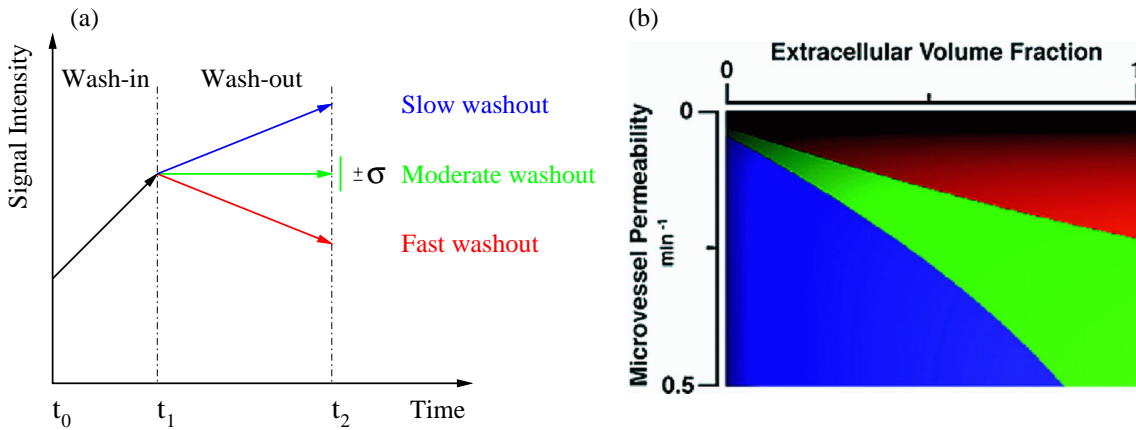 (a)
Signal Intensity
Wash-in
Wash-out
Slow washout
±σ
Moderate washout
Fast washout
t0
t1
t2
Time
(b)
Extracellular Volume Fraction
0
1
Microvessel Permeability
min-1
0
0.5